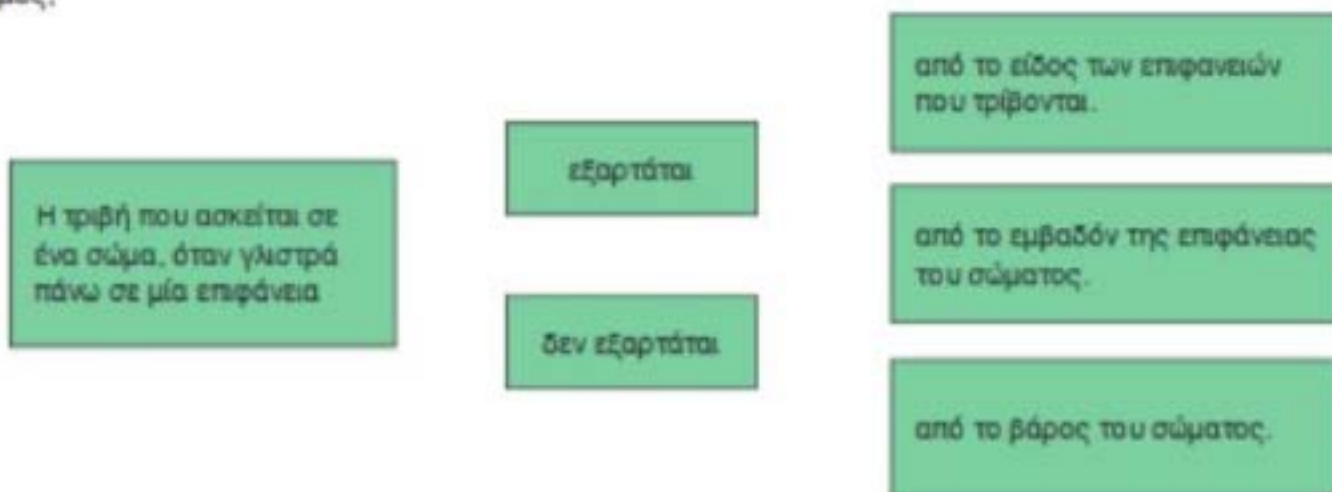 Η τριβή που ασκείται σε
ένα σώμα, όταν γλιστρά
πάνω σε μία επιφάνεια
εξαρτάται
δεν εξαρτάται
από το είδος των επιφανειών
που τρίβονται.
από το εμβαδόν της επιφάνειας
του σώματος.
από το βάρος του σώματος.